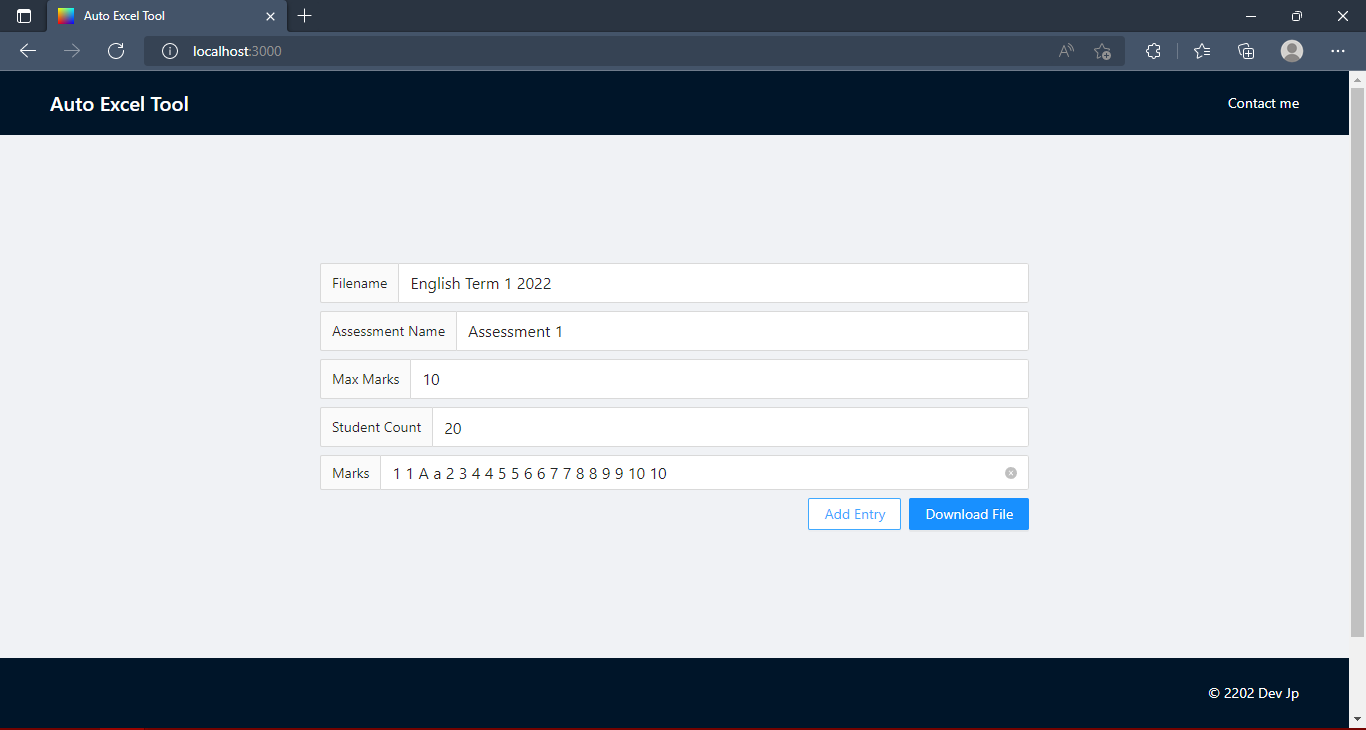 Auto Excel Tool
localhost:3000
Auto Excel Tool
Contact me
Filename
English Term 1 2022
Assessment Name
Assessment 1
Max Marks
10
Student Count
20
Marks
1 1 A a 2 3 4 4 5 5 6 6 7 7 8 8 9 9 10 10
Add Entry
Download File
© 2202 Dev Jp